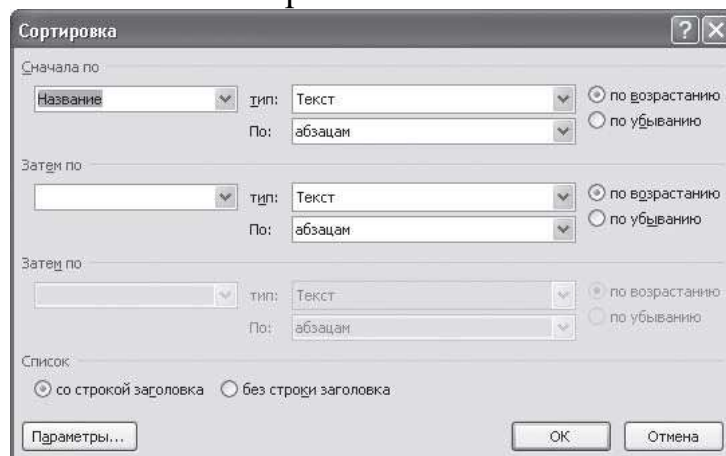 Сортировка
Сначала по
Название тип: Текст по возрастанию
По: абзацам по убыванию
Затем по
тип: Текст по возрастанию
По: абзацам по убыванию
Затем по
тип: Текст по возрастанию
По: абзацам по убыванию
Список
со строкой заголовка без строки заголовка
Параметры... ОК Отмена